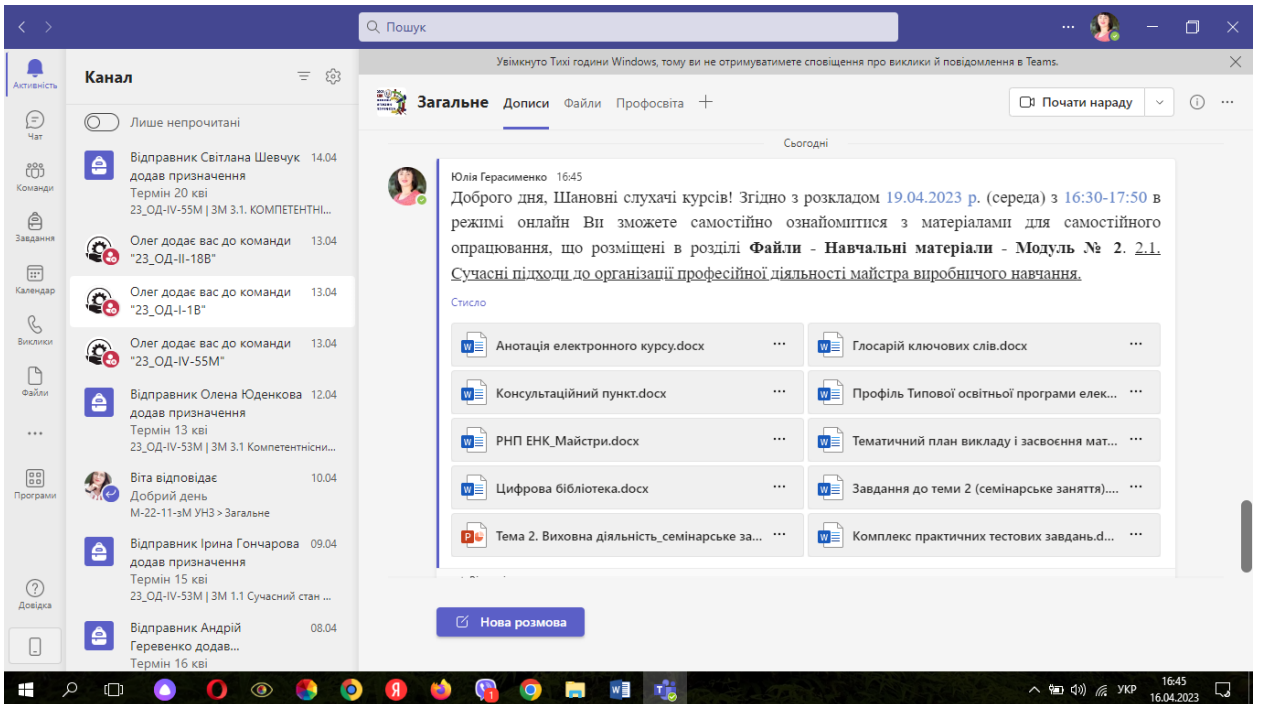 Пошук
Увімкнуто Тихі години Windows, тому ви не отримуватимете сповіщення про виклики й повідомлення в Teams.
Активність
Чат
Команди
Завдання
Календар
Виклики
Файли
Програми
Довідка
Канал
Лише непрочитані
Відправник Світлана Шевчук 14.04
додав призначення
Термін 20 кві
23_ОД-IV-55М | ЗМ 3.1. КОМПЕТЕНТНІ...
Олег додає вас до команди 13.04
"23_ОД-ІІ-18В"
Олег додає вас до команди 13.04
"23_ОД-І-1В"
Олег додає вас до команди 13.04
"23_ОД-IV-55М"
Відправник Олена Юденкова 12.04
додав призначення
Термін 13 кві
23_ОД-IV-53М | ЗМ 3.1 Компетентнісни...
Віта відповідає 10.04
Добрий день
М-22-11-зМ УНЗ > Загальне
Відправник Ірина Гончарова 09.04
додав призначення
Термін 15 кві
23_ОД-IV-53М | ЗМ 1.1 Сучасний стан ...
Відправник Андрій 08.04
Геревенко додав...
Термін 16 кві
Загальне Дописи Файли Профосвіта
Почати нараду
Сьогодні
Юлія Герасименко 16:45
Доброго дня, Шановні слухачі курсів! Згідно з розкладом 19.04.2023 р. (середа) з 16:30-17:50 в
режимі онлайн Ви зможете самостійно ознайомитися з матеріалами для самостійного
опрацювання, що розміщені в розділі Файли - Навчальні матеріали - Модуль № 2. 2.1.
Сучасні підходи до організації професійної діяльності майстра виробничого навчання.
Стисло
Анотація електронного курсу.docx
Глосарій ключових слів.docx
Консультаційний пункт.docx
Профіль Типової освітньої програми елек...
РНП ЕНК_Майстри.docx
Тематичний план викладу і засвоєння мат...
Цифрова бібліотека.docx
Завдання до теми 2 (семінарське заняття)....
Тема 2. Виховна діяльність_семінарське за...
Комплекс практичних тестових завдань.d...
Нова розмова
УКР
16:45
16.04.2023